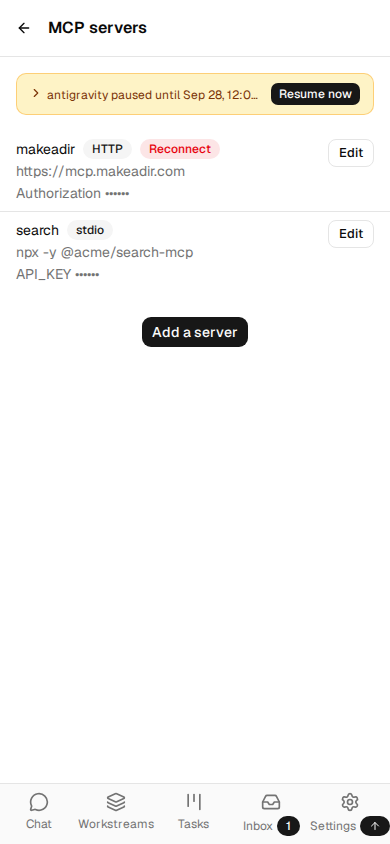 MCP servers
antigravity paused until Sep 28, 12:0… Resume now
makeadir HTTP Reconnect Edit
https://mcp.makeadir.com
Authorization ••••••
search stdio Edit
npx -y @acme/search-mcp
API_KEY ••••••
Add a server
Chat Workstreams Tasks Inbox 1 Settings